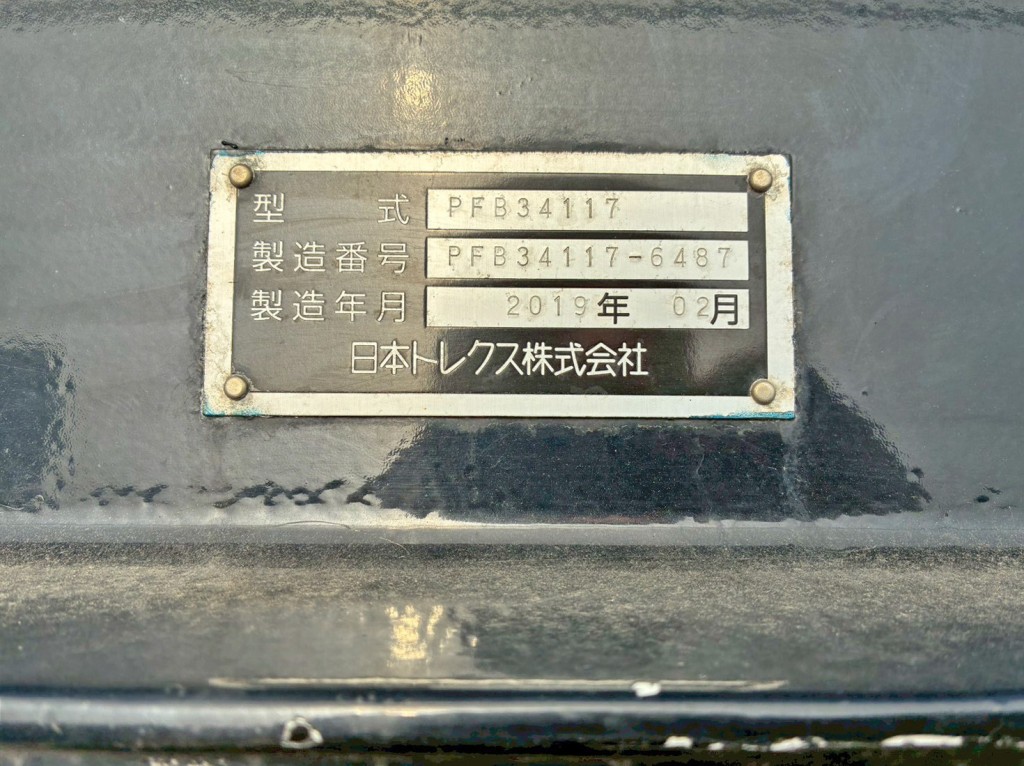 型式 PFB34117
製造番号 PFB34117-6487
製造年月 2019年 02月
日本トレクス株式会社